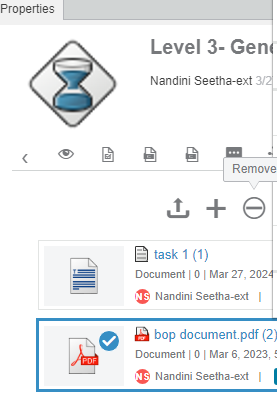 Properties
Level 3- Gene
Nandini Seetha-ext 3/2
Remove
task 1 (1)
Document | 0 | Mar 27, 2024
NS Nandini Seetha-ext |
PDF
bop document.pdf (2)
Document | 0 | Mar 6, 2023, 5
NS Nandini Seetha-ext |